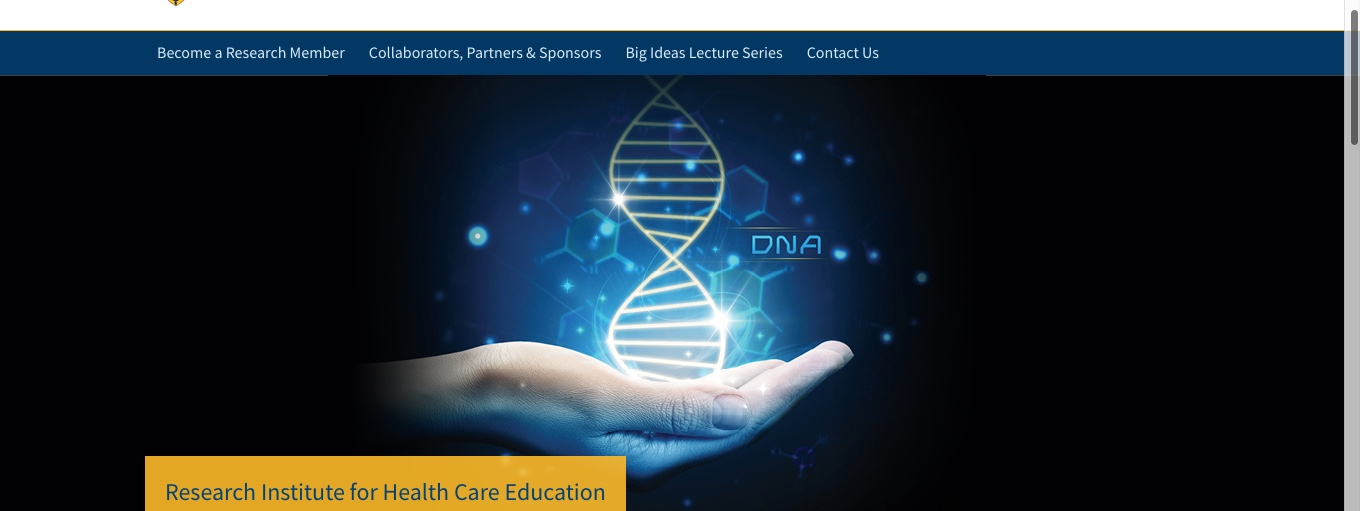 Become a Research Member Collaborators, Partners & Sponsors Big Ideas Lecture Series Contact Us
DNA
Research Institute for Health Care Education